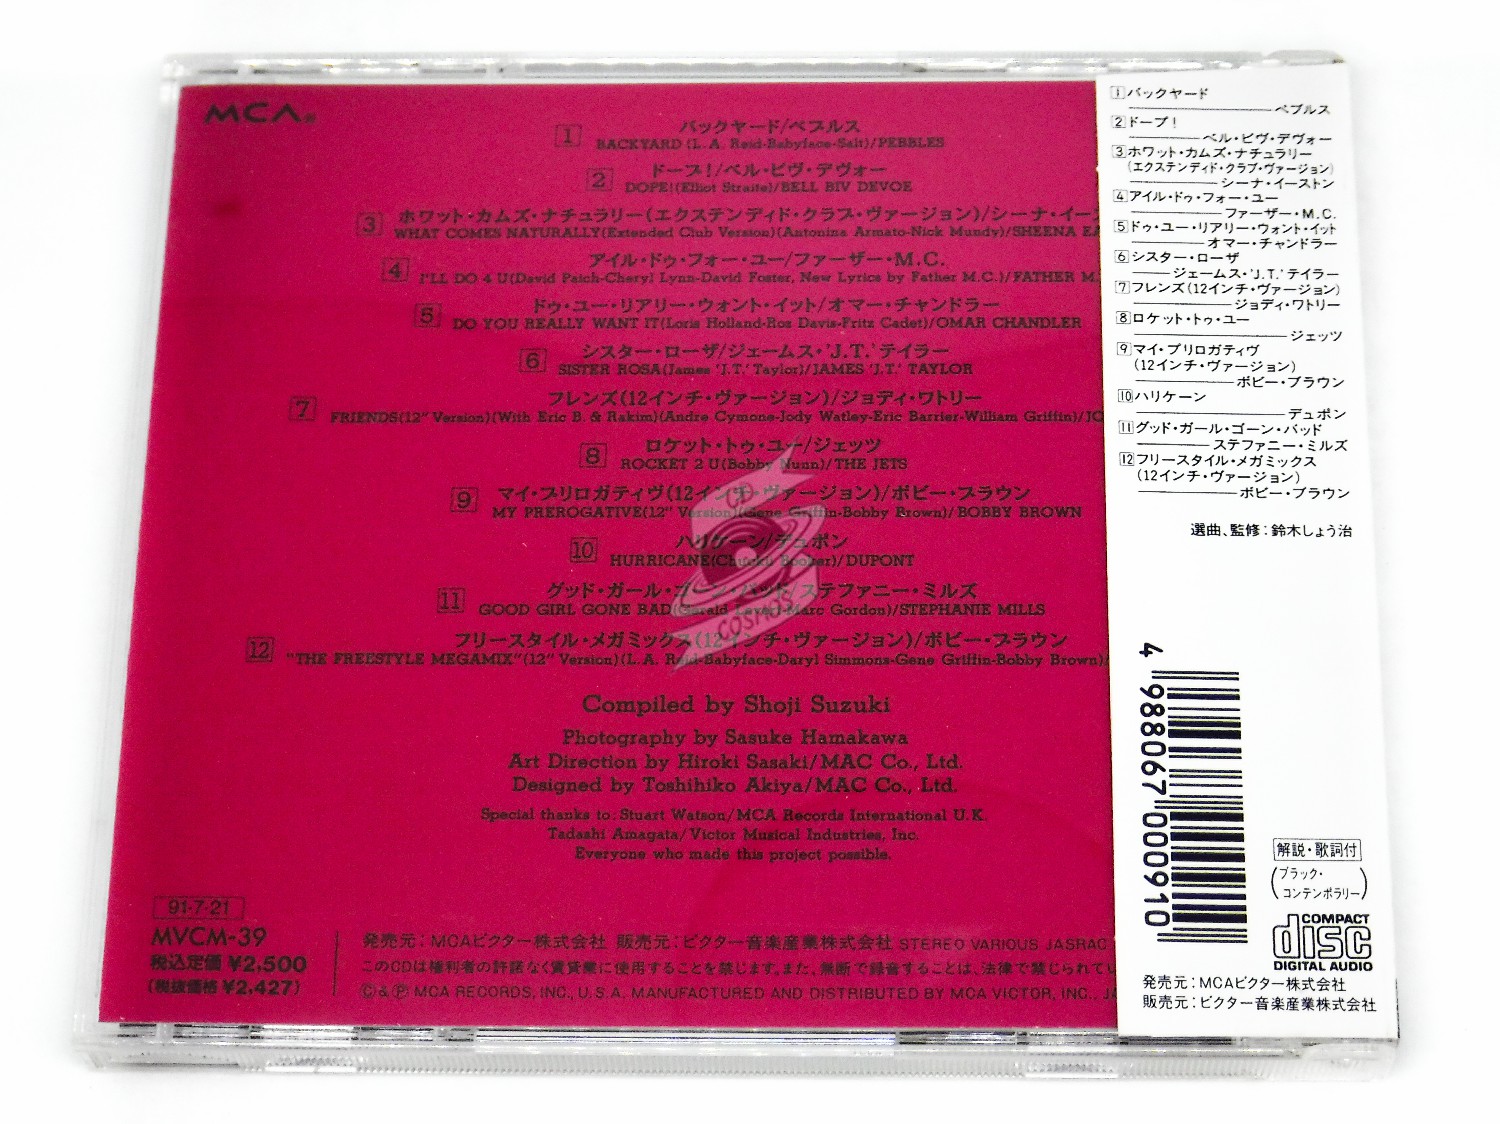 MCA
1 バックヤード/ペブルス
BACKYARD (L.A. Reid-Babyface-Salt)/PEBBLES
2 ドープ!/ベル・ビヴ・デヴォー
DOPE!(Elliot Straite)/BELL BIV DEVOE
3 ホワット・カムズ・ナチュラリー(エクステンディド・クラブ・ヴァージョン)/シーナ・イース
WHAT COMES NATURALLY(Extended Club Version)(Antonina Armato-Nick Mundy)/SHEENA EA
4 アイル・ドゥ・フォー・ユー/ファーザー・M.C.
I'LL DO 4 U(David Paich-Cheryl Lynn-David Foster, New Lyrics by Father M.C.)/FATHER M.
5 ドゥ・ユー・リアリー・ウォント・イット/オマー・チャンドラー
DO YOU REALLY WANT IT(Loris Holland-Roz Davis-Fritz Cadet)/OMAR CHANDLER
6 シスター・ローザ/ジェームス・'J.T.'テイラー
SISTER ROSA(James 'J.T.' Taylor)/JAMES 'J.T.' TAYLOR
7 フレンズ(12インチ・ヴァージョン)/ジョディ・ワトリー
FRIENDS(12" Version)(With Eric B. & Rakim)(Andre Cymone-Jody Watley-Eric Barrier-William Griffin)/JO
8 ロケット・トゥ・ユー/ジェッツ
ROCKET 2 U(Bobby Nunn)/THE JETS
9 マイ・プリロガティヴ(12インチ・ヴァージョン)/ボビー・ブラウン
MY PREROGATIVE(12" Version)(Gene Griffin-Bobby Brown)/BOBBY BROWN
10 ハリケーン/デュポン
HURRICANE(Chuckii Booker)/DUPONT
11 グッド・ガール・ゴーン・バッド/ステファニー・ミルズ
GOOD GIRL GONE BAD(Gerald Levert-Marc Gordon)/STEPHANIE MILLS
12 フリースタイル・メガミックス(12インチ・ヴァージョン)/ボビー・ブラウン
"THE FREESTYLE MEGAMIX"(12" Version)(L.A. Reid-Babyface-Daryl Simmons-Gene Griffin-Bobby Brown)/
CD
COSMOS
Compiled by Shoji Suzuki
Photography by Sasuke Hamakawa
Art Direction by Hiroki Sasaki/MAC Co., Ltd.
Designed by Toshihiko Akiya/MAC Co., Ltd.
Special thanks to. Stuart Watson/MCA Records International U.K.
Tadashi Amagata/Victor Musical Industries, Inc.
Everyone who made this project possible.
91-7-21
MVCM-39
税込定価 ¥2,500
(税抜価格 ¥2,427)
発売元:MCAビクター株式会社 販売元:ビクター音楽産業株式会社 STEREO VARIOUS JASRAC
このCDは権利者の許諾なく賃貸業に使用することを禁じます。また、無断で録音することは、法律で禁じられてい
©&℗ MCA RECORDS, INC., U.S.A. MANUFACTURED AND DISTRIBUTED BY MCA VICTOR, INC., JA
1 バックヤード
ペブルス
2 ドープ!
ベル・ビヴ・デヴォー
3 ホワット・カムズ・ナチュラリー
(エクステンディド・クラブ・ヴァージョン)
シーナ・イーストン
4 アイル・ドゥ・フォー・ユー
ファーザー・M.C.
5 ドゥ・ユー・リアリー・ウォント・イット
オマー・チャンドラー
6 シスター・ローザ
ジェームス・'J.T.'テイラー
7 フレンズ(12インチ・ヴァージョン)
ジョディ・ワトリー
8 ロケット・トゥ・ユー
ジェッツ
9 マイ・プリロガティヴ
(12インチ・ヴァージョン)
ボビー・ブラウン
10 ハリケーン
デュポン
11 グッド・ガール・ゴーン・バッド
ステファニー・ミルズ
12 フリースタイル・メガミックス
(12インチ・ヴァージョン)
ボビー・ブラウン
選曲、監修:鈴木しょう治
4 988067 000910
解説・歌詞付
(ブラック・
コンテンポラリー)
COMPACT
disc
DIGITAL AUDIO
発売元:MCAビクター株式会社
販売元:ビクター音楽産業株式会社